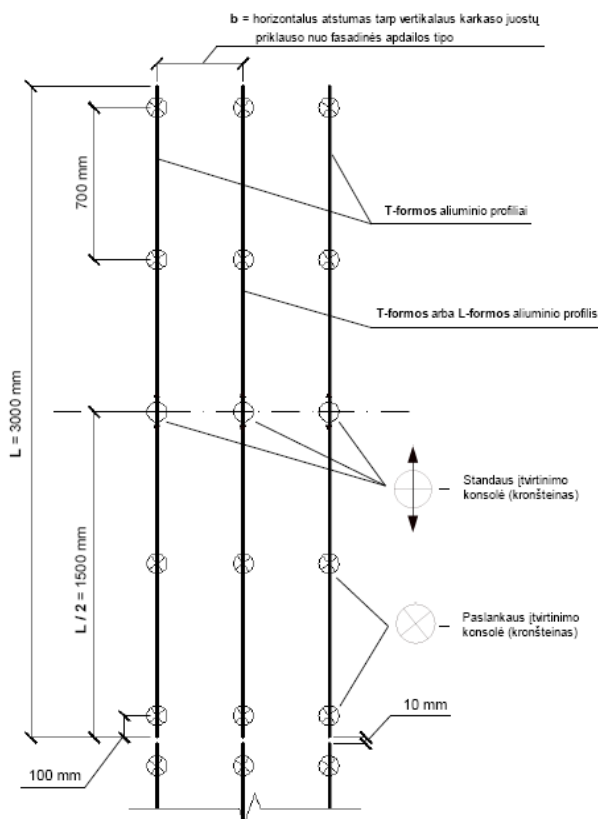 b = horizontalus atstumas tarp vertikalaus karkaso juostų
priklauso nuo fasadinės apdailos tipo
700 mm
T-formos aliuminio profiliai
T-formos arba L-formos aliuminio profilis
L = 3000 mm
Standaus įtvirtinimo
konsolė (kronšteinas)
L / 2 = 1500 mm
Paslankaus įtvirtinimo
konsolė (kronšteinas)
10 mm
100 mm